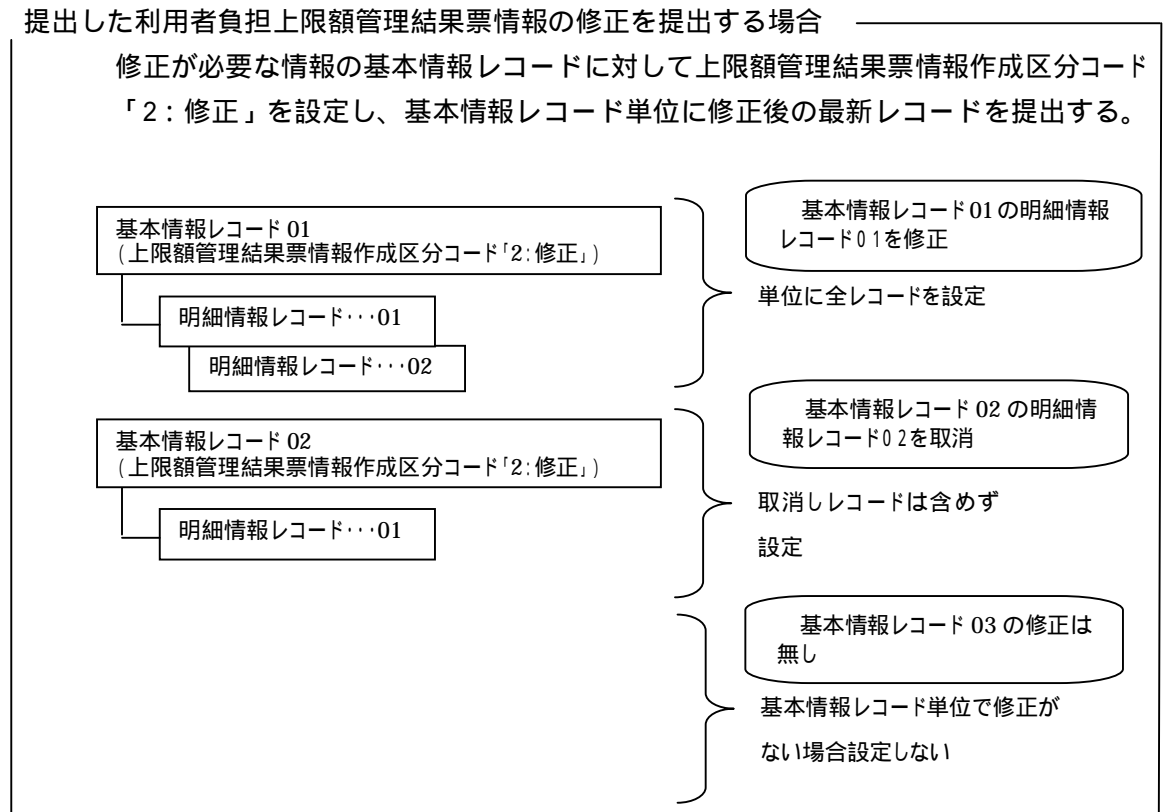 提出した利用者負担上限額管理結果票情報の修正を提出する場合
修正が必要な情報の基本情報レコードに対して上限額管理結果票情報作成区分コード
「2：修正」を設定し、基本情報レコード単位に修正後の最新レコードを提出する。
基本情報レコード01の明細情報
レコード01を修正
基本情報レコード 01
(上限額管理結果票情報作成区分コード「2:修正」)
単位に全レコードを設定
明細情報レコード･･･01
明細情報レコード･･･02
基本情報レコード 02 の明細情
報レコード02を取消
基本情報レコード 02
(上限額管理結果票情報作成区分コード「2:修正」)
取消しレコードは含めず
設定
明細情報レコード･･･01
基本情報レコード 03 の修正は
無し
基本情報レコード単位で修正が
ない場合設定しない